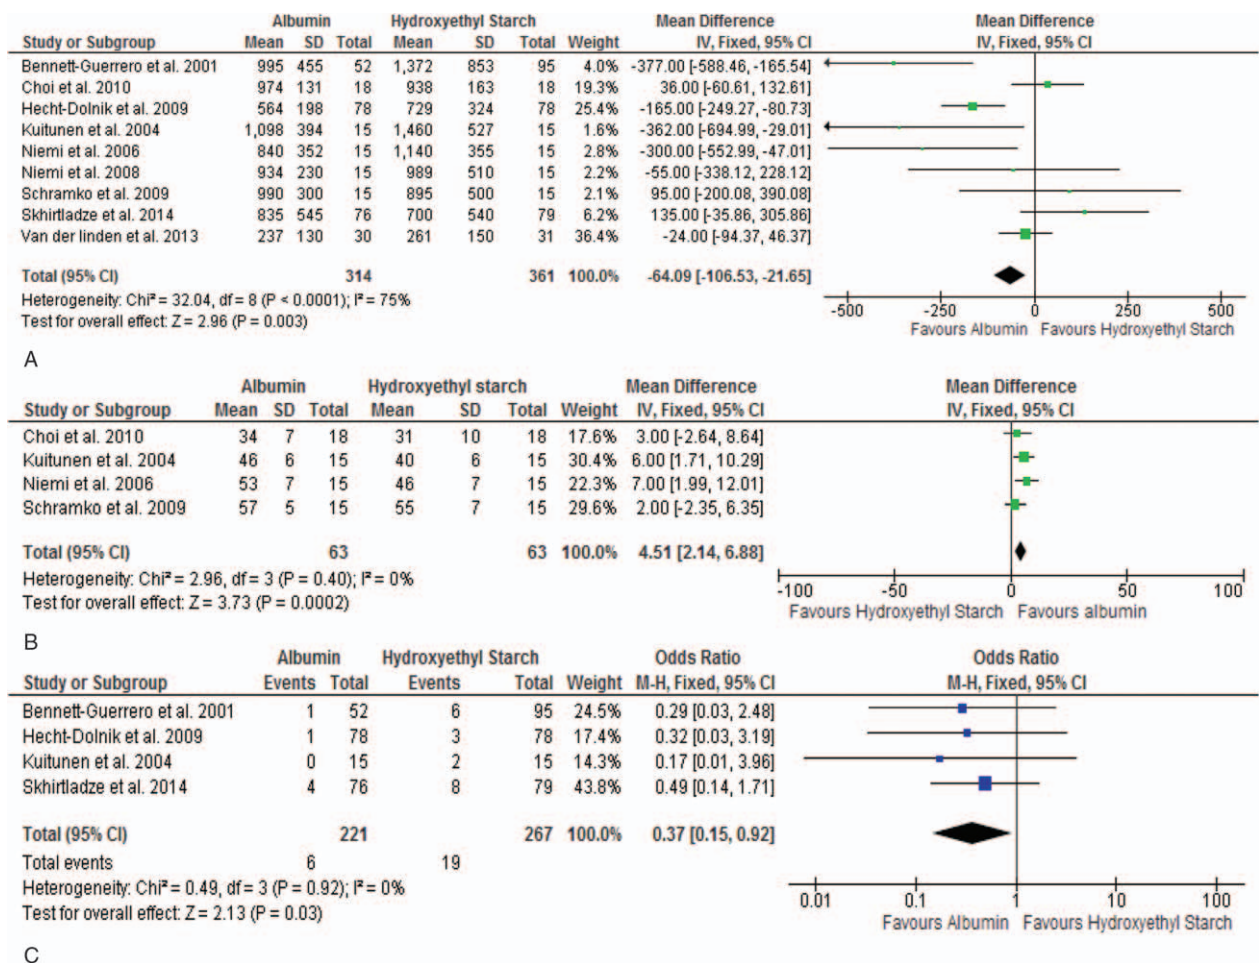 Albumin Hydroxyethyl Starch Mean Difference Mean Difference
Study or Subgroup Mean SD Total Mean SD Total Weight IV, Fixed, 95% CI IV, Fixed, 95% CI
Bennett-Guerrero et al. 2001 995 455 52 1,372 853 95 4.0% -377.00 [-588.46, -165.54]
Choi et al. 2010 974 131 18 938 163 18 19.3% 36.00 [-60.61, 132.61]
Hecht-Dolnik et al. 2009 564 198 78 729 324 78 25.4% -165.00 [-249.27, -80.73]
Kuitunen et al. 2004 1,098 394 15 1,460 527 15 1.6% -362.00 [-694.99, -29.01]
Niemi et al. 2006 840 352 15 1,140 355 15 2.8% -300.00 [-552.99, -47.01]
Niemi et al. 2008 934 230 15 989 510 15 2.2% -55.00 [-338.12, 228.12]
Schramko et al. 2009 990 300 15 895 500 15 2.1% 95.00 [-200.08, 390.08]
Skhirtladze et al. 2014 835 545 76 700 540 79 6.2% 135.00 [-35.86, 305.86]
Van der linden et al. 2013 237 130 30 261 150 31 36.4% -24.00 [-94.37, 46.37]
Total (95% CI) 314 361 100.0% -64.09 [-106.53, -21.65]
Heterogeneity: Chi² = 32.04, df = 8 (P < 0.0001); I² = 75%
Test for overall effect: Z = 2.96 (P = 0.003)
-500 -250 0 250 500
Favours Albumin Favours Hydroxyethyl Starch
A
Albumin Hydroxyethyl starch Mean Difference Mean Difference
Study or Subgroup Mean SD Total Mean SD Total Weight IV, Fixed, 95% CI IV, Fixed, 95% CI
Choi et al. 2010 34 7 18 31 10 18 17.6% 3.00 [-2.64, 8.64]
Kuitunen et al. 2004 46 6 15 40 6 15 30.4% 6.00 [1.71, 10.29]
Niemi et al. 2006 53 7 15 46 7 15 22.3% 7.00 [1.99, 12.01]
Schramko et al. 2009 57 5 15 55 7 15 29.6% 2.00 [-2.35, 6.35]
Total (95% CI) 63 63 100.0% 4.51 [2.14, 6.88]
Heterogeneity: Chi² = 2.96, df = 3 (P = 0.40); I² = 0%
Test for overall effect: Z = 3.73 (P = 0.0002)
-100 -50 0 50 100
Favours Hydroxyethyl Starch Favours albumin
B
Albumin Hydroxyethyl Starch Odds Ratio Odds Ratio
Study or Subgroup Events Total Events Total Weight M-H, Fixed, 95% CI M-H, Fixed, 95% CI
Bennett-Guerrero et al. 2001 1 52 6 95 24.5% 0.29 [0.03, 2.48]
Hecht-Dolnik et al. 2009 1 78 3 78 17.4% 0.32 [0.03, 3.19]
Kuitunen et al. 2004 0 15 2 15 14.3% 0.17 [0.01, 3.96]
Skhirtladze et al. 2014 4 76 8 79 43.8% 0.49 [0.14, 1.71]
Total (95% CI) 221 267 100.0% 0.37 [0.15, 0.92]
Total events 6 19
Heterogeneity: Chi² = 0.49, df = 3 (P = 0.92); I² = 0%
Test for overall effect: Z = 2.13 (P = 0.03)
0.01 0.1 1 10 100
Favours Albumin Favours Hydroxyethyl Starch
C